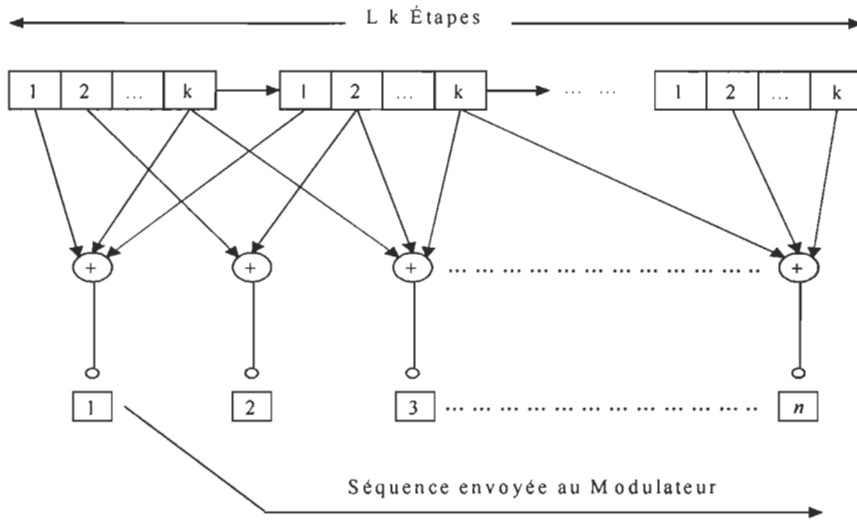 L k Étapes
1 2 ... k 1 2 ... k ... ... 1 2 ... k
+ + + ... ... ... ... ... ... ... ... ... ... ... .. +
1 2 3 ... ... ... ... ... ... ... ... ... ... ... .. n
Séquence envoyée au Modulateur